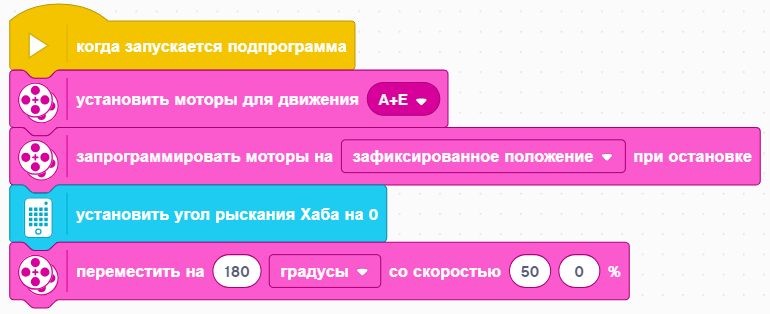 когда запускается подпрограмма
установить моторы для движения A+E
запрограммировать моторы на зафиксированное положение при остановке
установить угол рыскания Хаба на 0
переместить на 180 градусы со скоростью 50 0 %